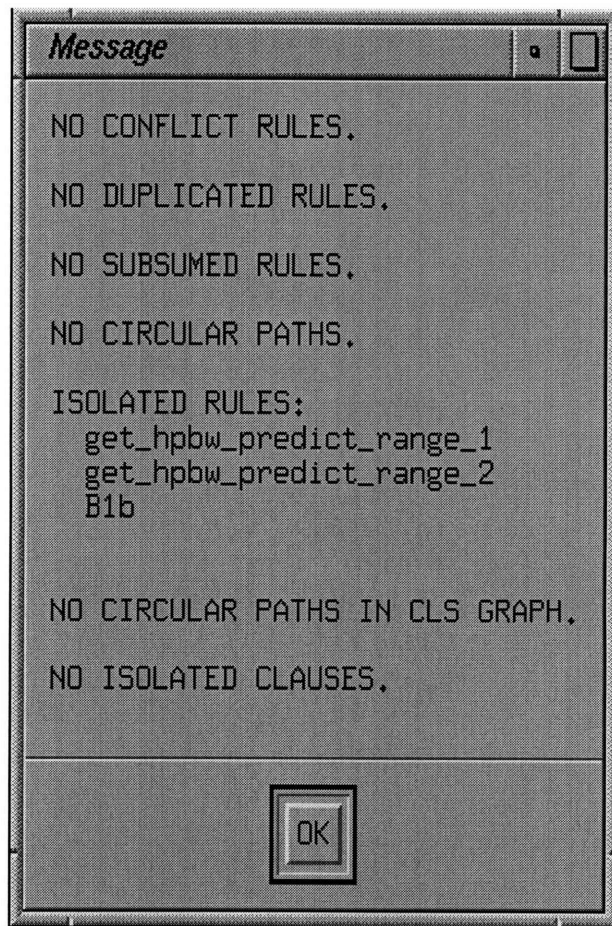 Message
NO CONFLICT RULES.
NO DUPLICATED RULES.
NO SUBSUMED RULES.
NO CIRCULAR PATHS.
ISOLATED RULES:
get_hpbw_predict_range_1
get_hpbw_predict_range_2
B1b
NO CIRCULAR PATHS IN CLS GRAPH.
NO ISOLATED CLAUSES.
OK